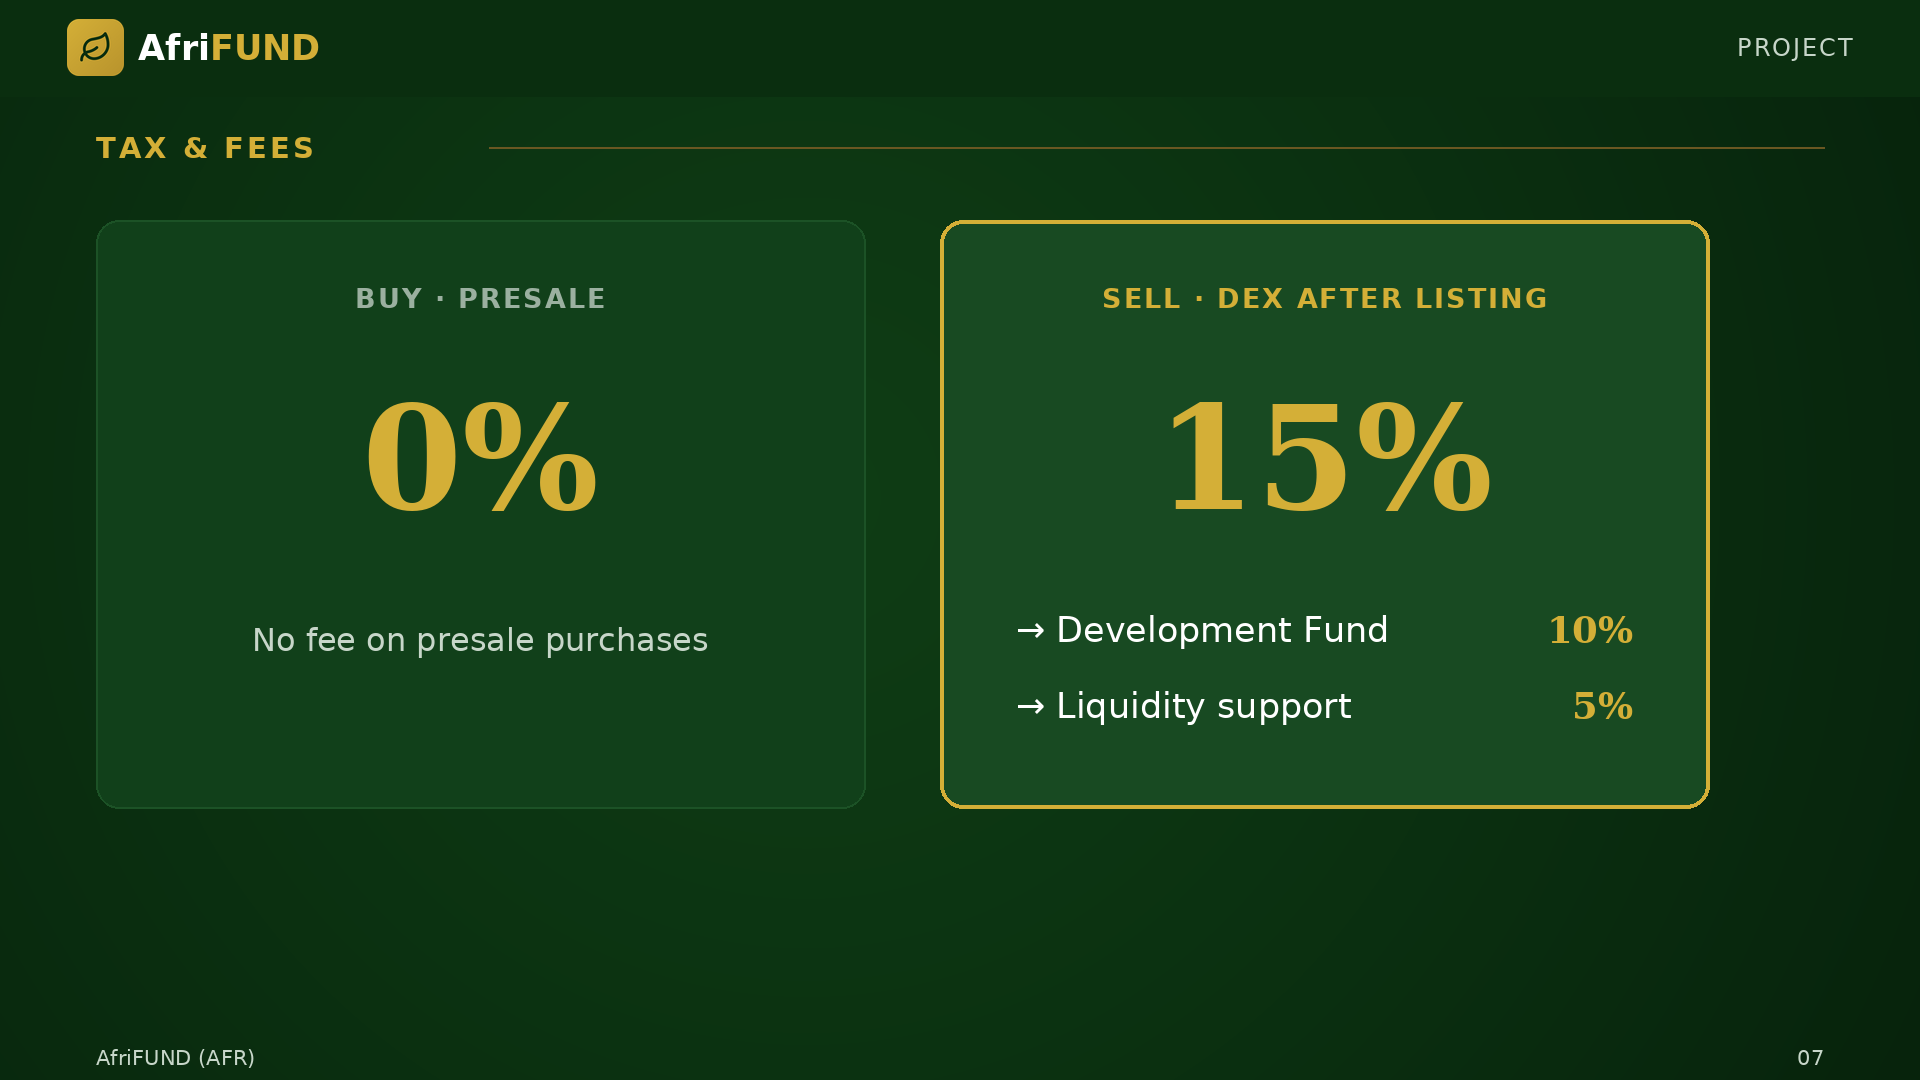 AfriFUND
PROJECT
TAX & FEES
BUY · PRESALE
0%
No fee on presale purchases
SELL · DEX AFTER LISTING
15%
→ Development Fund 10%
→ Liquidity support 5%
AfriFUND (AFR)
07